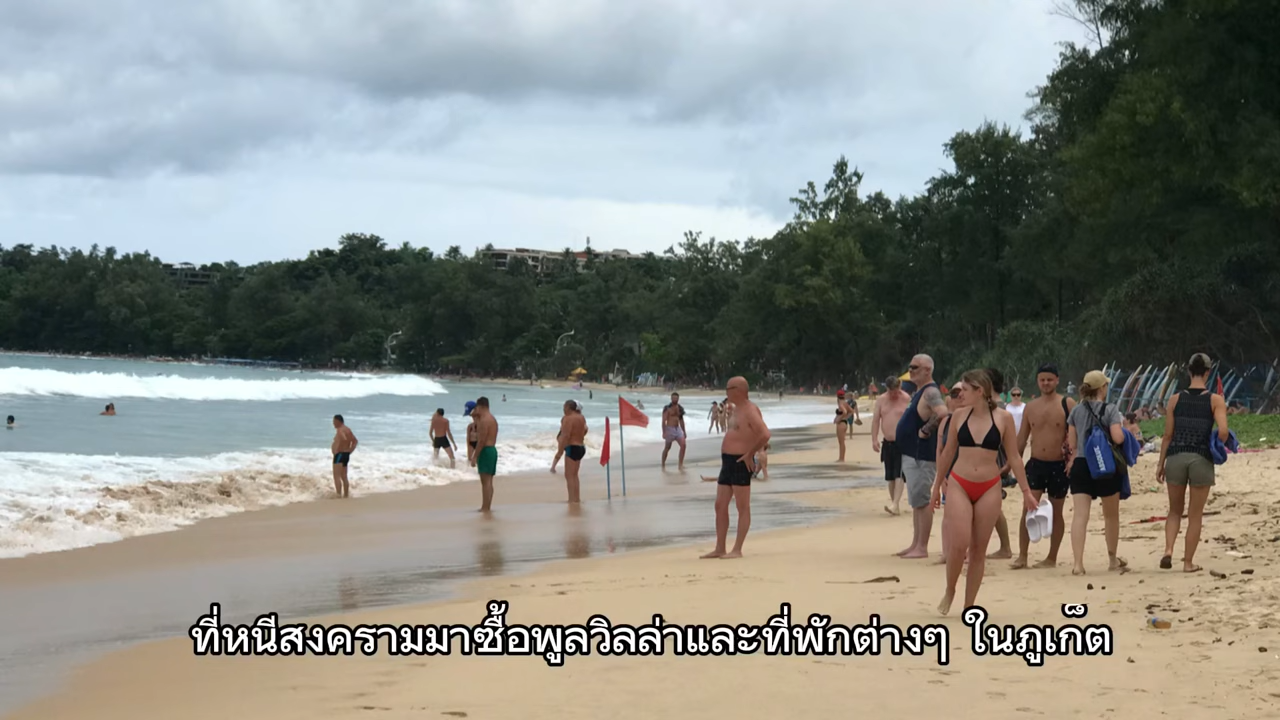 ที่หนีสงครามมาซื้อพูลวิลล่าและที่พักต่างๆ ในภูเก็ต